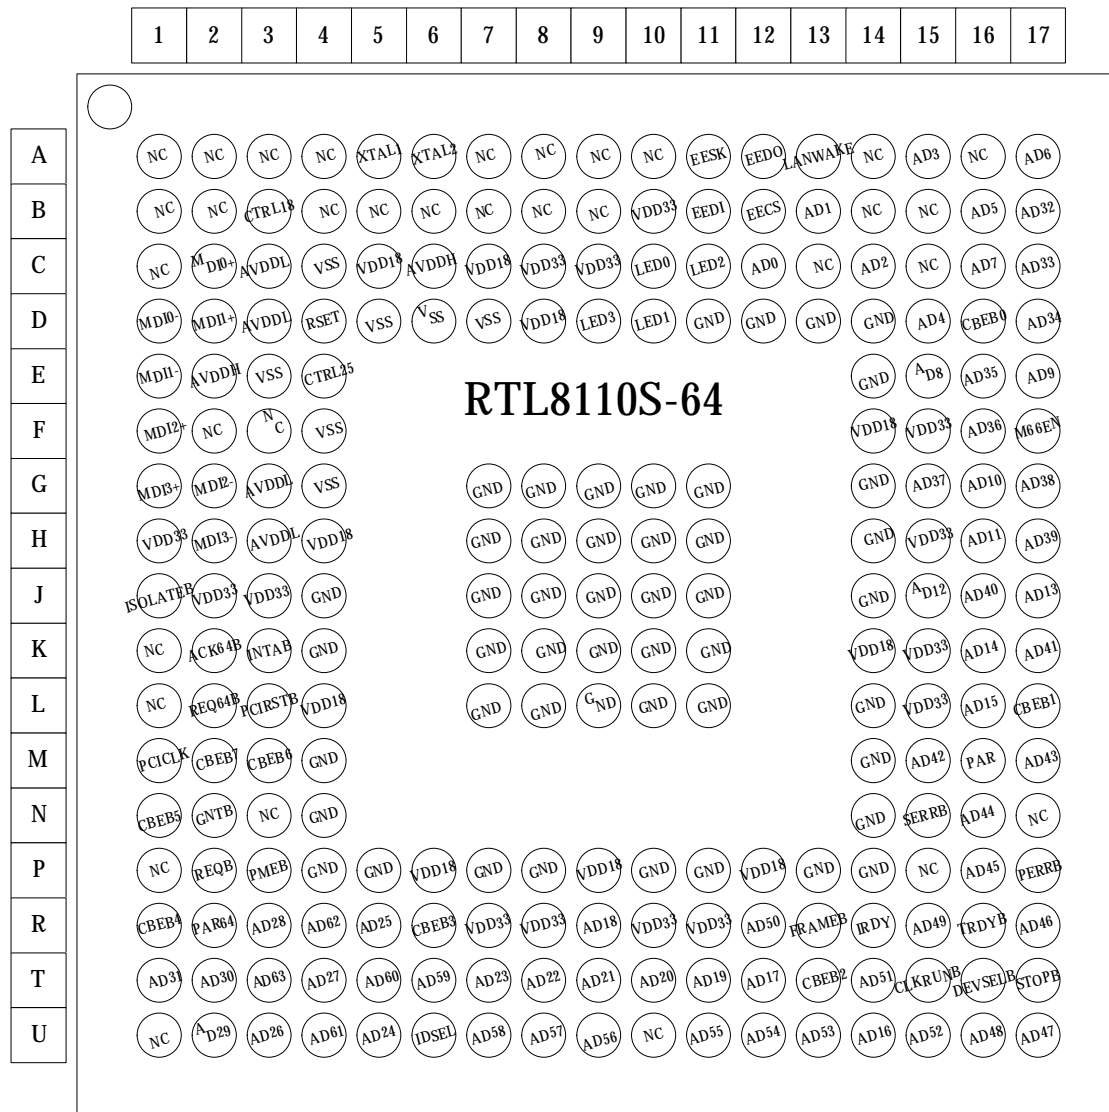 1 2 3 4 5 6 7 8 9 10 11 12 13 14 15 16 17
A NC NC NC NC XTAL1 XTAL2 NC NC NC NC EESK EEDO LANWAKE NC AD3 NC AD6
B NC NC CTRL18 NC NC NC NC NC NC VDD33 EEDI EECS AD1 NC NC AD5 AD32
C NC MDI0+ AVDDL VSS VDD18 AVDDH VDD18 VDD33 VDD33 LED0 LED2 AD0 NC AD2 NC AD7 AD33
D MDI0- MDI1+ AVDDL RSET VSS VSS VSS VDD18 LED3 LED1 GND GND GND GND AD4 CBEB0 AD34
E MDI1- AVDDH VSS CTRL25 GND AD8 AD35 AD9
RTL8110S-64
F MDI2+ NC NC VSS VDD18 VDD33 AD36 M66EN
G MDI3+ MDI2- AVDDL VSS GND GND GND GND GND GND AD37 AD10 AD38
H VDD33 MDI3- AVDDL VDD18 GND GND GND GND GND GND VDD33 AD11 AD39
J ISOLATEB VDD33 VDD33 GND GND GND GND GND GND GND AD12 AD40 AD13
K NC ACK64B INTAB GND GND GND GND GND GND VDD18 VDD33 AD14 AD41
L NC REQ64B PCIRSTB VDD18 GND GND GND GND GND GND VDD33 AD15 CBEB1
M PCICLK CBEB7 CBEB6 GND GND AD42 PAR AD43
N CBEB5 GNTB NC GND GND SERRB AD44 NC
P NC REQB PMEB GND GND VDD18 GND GND VDD18 GND GND VDD18 GND GND NC AD45 PERRB
R CBEB4 PAR64 AD28 AD62 AD25 CBEB3 VDD33 VDD33 AD18 VDD33 VDD33 AD50 FRAMEB IRDY AD49 TRDYB AD46
T AD31 AD30 AD63 AD27 AD60 AD59 AD23 AD22 AD21 AD20 AD19 AD17 CBEB2 AD51 CLKRUNB DEVSELB STOPB
U NC AD29 AD26 AD61 AD24 IDSEL AD58 AD57 AD56 NC AD55 AD54 AD53 AD16 AD52 AD48 AD47